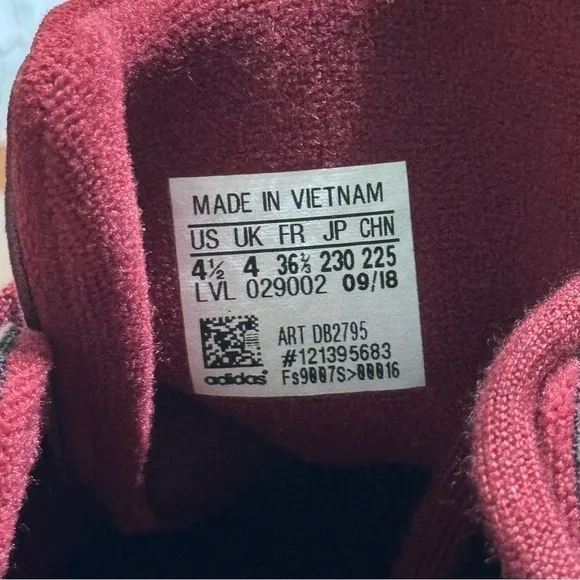 MADE IN VIETNAM
US UK FR JP CHN
4½ 4 36⅔ 230 225
LVL 029002 09/18
ART DB2795
#121395683
Fs9007S>00016
adidas®